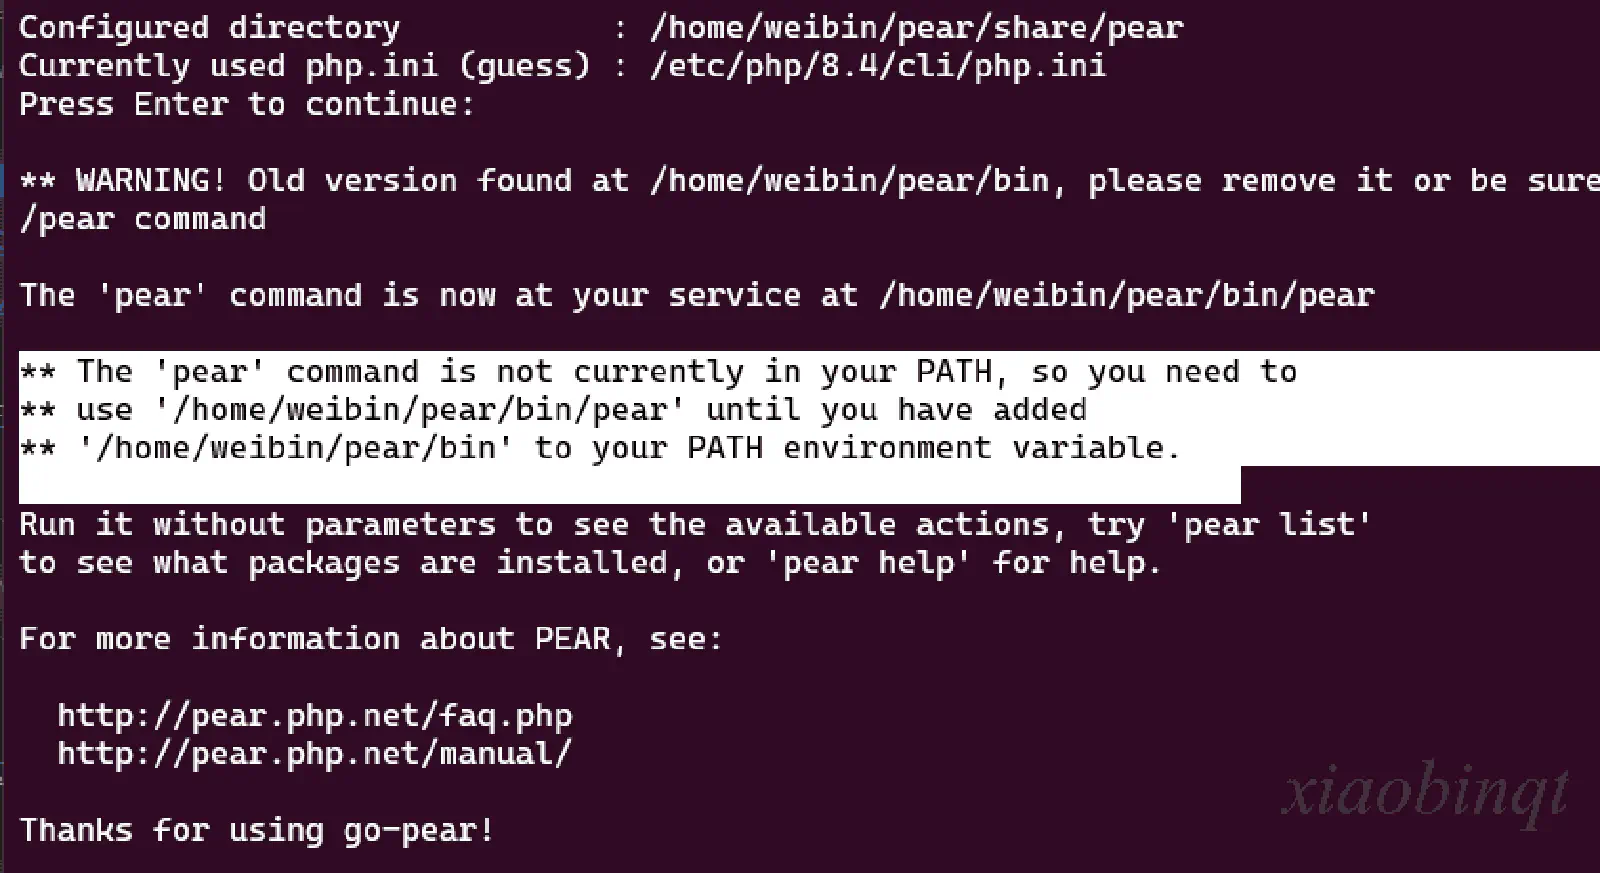 Configured directory           : /home/weibin/pear/share/pear
Currently used php.ini (guess) : /etc/php/8.4/cli/php.ini
Press Enter to continue:
** WARNING! Old version found at /home/weibin/pear/bin, please remove it or be sure
/pear command
The 'pear' command is now at your service at /home/weibin/pear/bin/pear
** The 'pear' command is not currently in your PATH, so you need to
** use '/home/weibin/pear/bin/pear' until you have added
** '/home/weibin/pear/bin' to your PATH environment variable.
Run it without parameters to see the available actions, try 'pear list'
to see what packages are installed, or 'pear help' for help.
For more information about PEAR, see:
http://pear.php.net/faq.php
http://pear.php.net/manual/
xiaobinqt
Thanks for using go-pear!